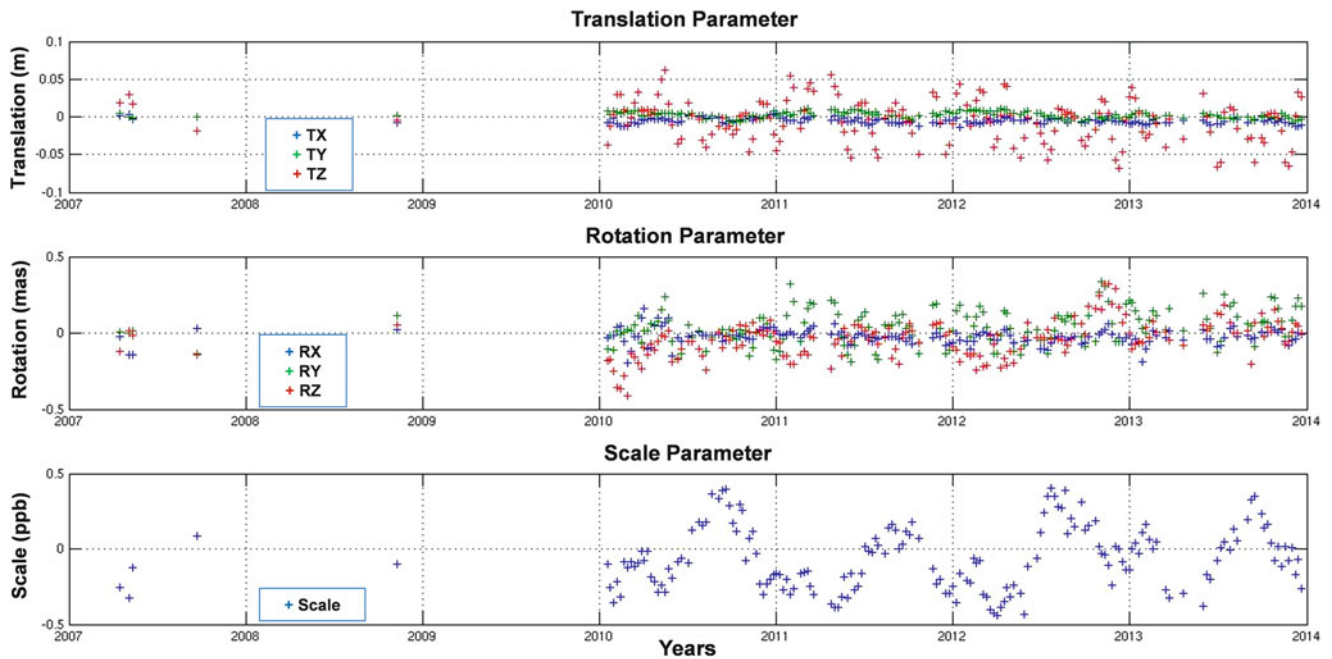 Translation Parameter
Translation (m)
0.1
0.05
0
-0.05
-0.1
TX
TY
TZ
2007 2008 2009 2010 2011 2012 2013 2014
Rotation Parameter
Rotation (mas)
0.5
0
-0.5
RX
RY
RZ
2007 2008 2009 2010 2011 2012 2013 2014
Scale Parameter
Scale (ppb)
0.5
0
-0.5
Scale
2007 2008 2009 2010 2011 2012 2013 2014
Years